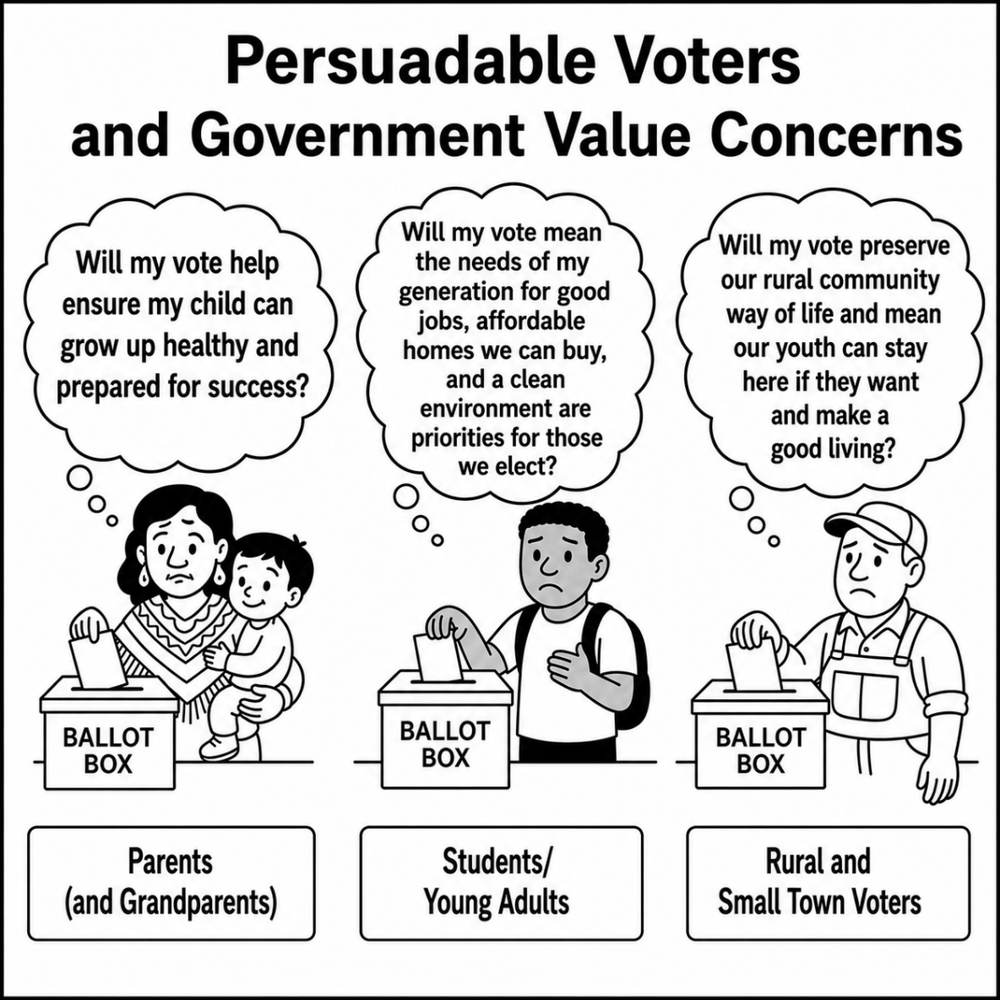 Persuadable Voters
and Government Value Concerns
Will my vote help
ensure my child can
grow up healthy and
prepared for success?
Will my vote mean
the needs of my
generation for good
jobs, affordable
homes we can buy,
and a clean
environment are
priorities for those
we elect?
Will my vote preserve
our rural community
way of life and mean
our youth can stay
here if they want
and make a
good living?
BALLOT
BOX
BALLOT
BOX
BALLOT
BOX
Parents
(and Grandparents)
Students/
Young Adults
Rural and
Small Town Voters